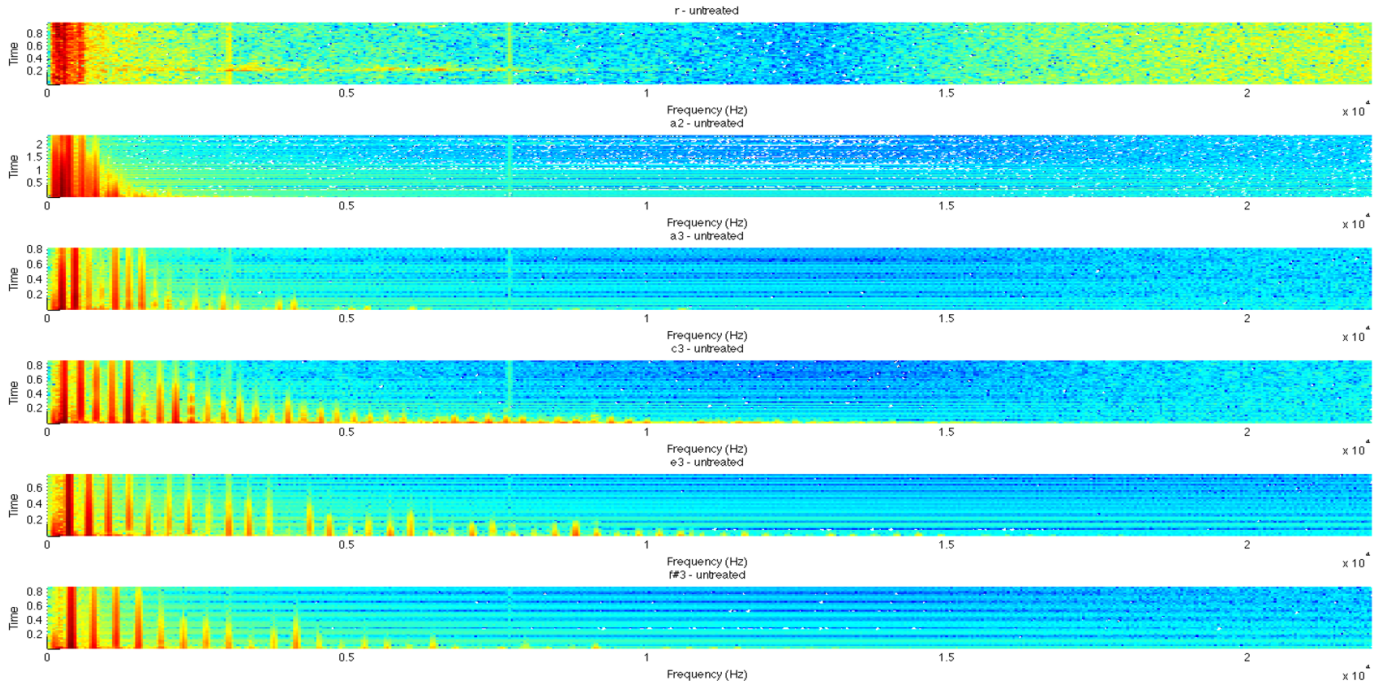 r - untreated
0.8
0.6
0.4
0.2
Time
0 0.5 1 1.5 2
Frequency (Hz) x 10^4
a2 - untreated
2
1.5
1
0.5
Time
0 0.5 1 1.5 2
Frequency (Hz) x 10^4
a3 - untreated
0.8
0.6
0.4
0.2
Time
0 0.5 1 1.5 2
Frequency (Hz) x 10^4
c3 - untreated
0.8
0.6
0.4
0.2
Time
0 0.5 1 1.5 2
Frequency (Hz) x 10^4
e3 - untreated
0.6
0.4
0.2
Time
0 0.5 1 1.5 2
Frequency (Hz) x 10^4
f#3 - untreated
0.8
0.6
0.4
0.2
Time
0 0.5 1 1.5 2
Frequency (Hz) x 10^4